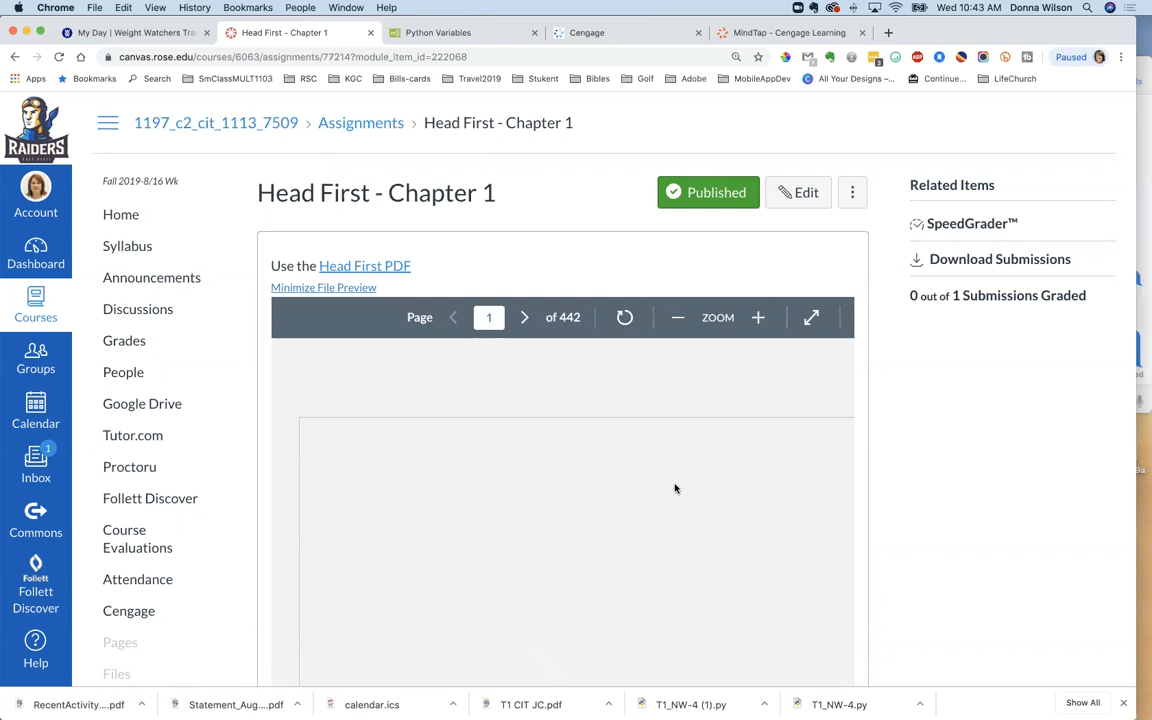 Chrome File Edit View History Bookmarks People Window Help Wed 10:43 AM Donna Wilson
My Day | Weight Watchers Tra Head First - Chapter 1 Python Variables Cengage MindTap - Cengage Learning
canvas.rose.edu/courses/6063/assignments/77214?module_item_id=222068 Paused
Apps Bookmarks Search SmClassMULT1103 RSC KGC Bills-cards Travel2019 Stukent Bibles Golf Adobe MobileAppDev All Your Designs –... Continue... LifeChurch
RAIDERS
1197_c2_cit_1113_7509 › Assignments › Head First - Chapter 1
Fall 2019-8/16 Wk
Account
Dashboard
Courses
Groups
Calendar
1
Inbox
Commons
Follett
Follett
Discover
Help
Home
Syllabus
Announcements
Discussions
Grades
People
Google Drive
Tutor.com
Proctoru
Follett Discover
Course
Evaluations
Attendance
Cengage
Pages
Files
Head First - Chapter 1
Published Edit
Use the Head First PDF
Minimize File Preview
Page 1 of 442 ZOOM
Related Items
SpeedGrader™
Download Submissions
0 out of 1 Submissions Graded
RecentActivity....pdf Statement_Aug....pdf calendar.ics T1 CIT JC.pdf T1_NW-4 (1).py T1_NW-4.py Show All